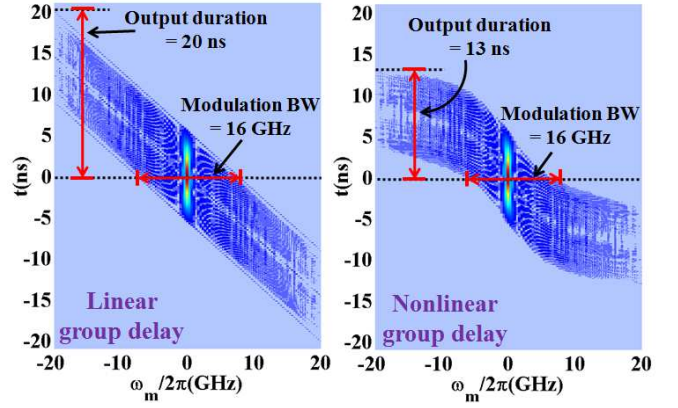 20
15
10
5
0
-5
-10
-15
-20
t(ns)
Output duration
= 20 ns
Modulation BW
= 16 GHz
Linear
group delay
-20 -10 0 10 20
ω_m/2π(GHz)
20
15
10
5
0
-5
-10
-15
-20
t(ns)
Output duration
= 13 ns
Modulation BW
= 16 GHz
Nonlinear
group delay
-20 -10 0 10 20
ω_m/2π(GHz)